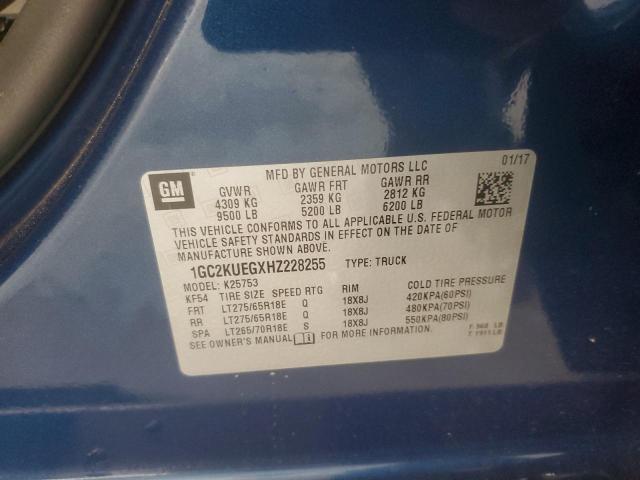 MFD BY GENERAL MOTORS LLC 01/17
GM
GVWR GAWR FRT GAWR RR
4309 KG 2359 KG 2812 KG
9500 LB 5200 LB 6200 LB
THIS VEHICLE CONFORMS TO ALL APPLICABLE U.S. FEDERAL MOTOR
VEHICLE SAFETY STANDARDS IN EFFECT ON THE DATE OF
MANUFACTURE SHOWN ABOVE.
1GC2KUEGXHZ228255 TYPE: TRUCK
MODEL: K25753
KF54 TIRE SIZE SPEED RTG RIM COLD TIRE PRESSURE
FRT LT275/65R18E Q 18X8J 420KPA(60PSI)
RR LT275/65R18E Q 18X8J 480KPA(70PSI)
SPA LT265/70R18E S 18X8J 550KPA(80PSI)
SEE OWNER'S MANUAL FOR MORE INFORMATION.
F: 968 LB
T: 1911 LB